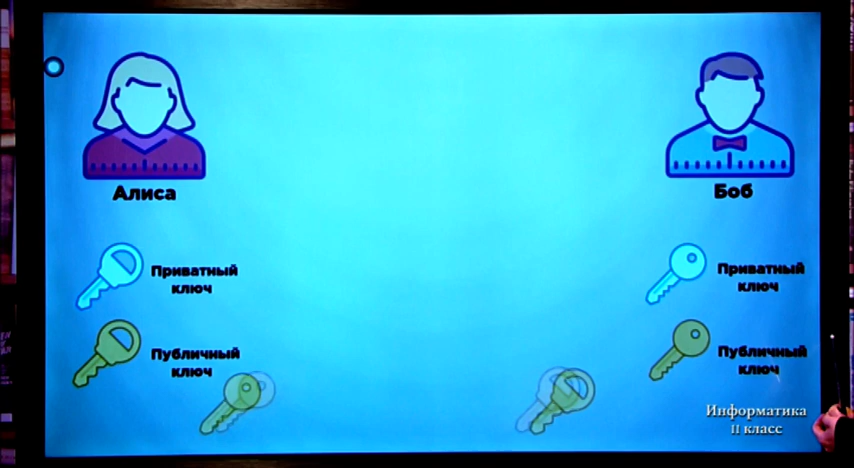 Алиса
Боб
Приватный
ключ
Приватный
ключ
Публичный
ключ
Публичный
ключ
Информатика
11 класс